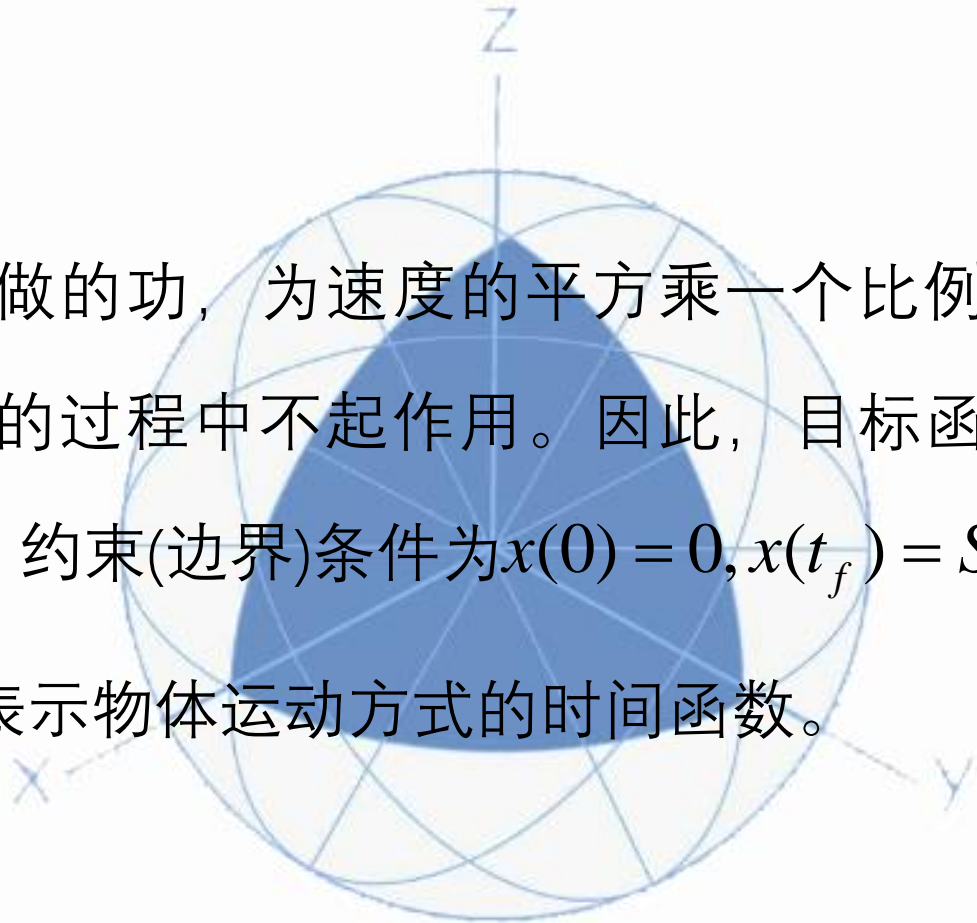 Z
做的功，为速度的平方乘一个比例
的过程中不起作用。因此，目标函
约束(边界)条件为x(0) = 0, x(t_f) = S
表示物体运动方式的时间函数。
X Y